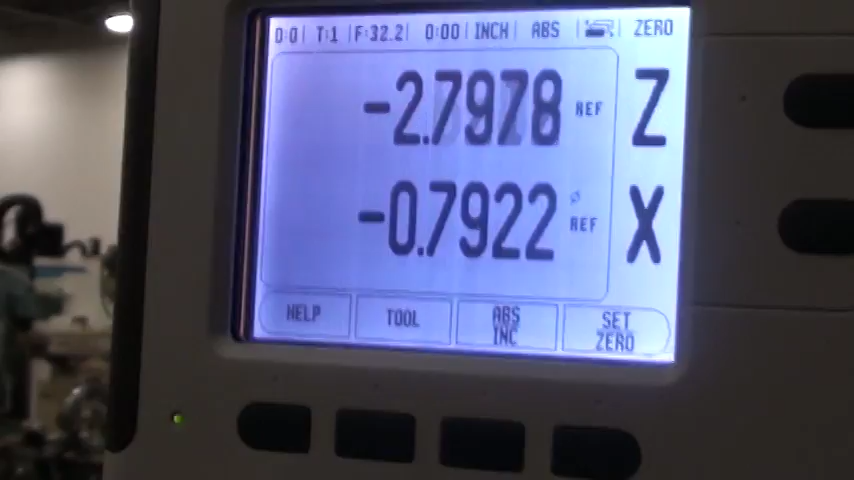 0:0 T:1 F:32.2 0:00 INCH ABS ZERO
-2.7978 REF Z
-0.7922 Ø REF X
HELP TOOL ABS INC SET ZERO